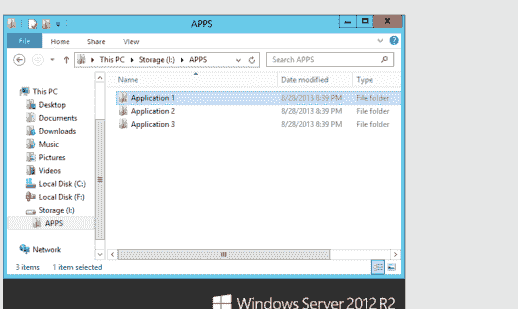 APPS
File Home Share View
This PC Storage (I:) APPS Search APPS
Name Date modified Type
This PC
Desktop
Documents
Downloads
Music
Pictures
Videos
Local Disk (C:)
Local Disk (F:)
Storage (I:)
APPS
Network
Application 1 8/28/2013 8:39 PM File folder
Application 2 8/28/2013 8:39 PM File folder
Application 3 8/28/2013 8:39 PM File folder
3 items 1 item selected
Windows Server 2012 R2